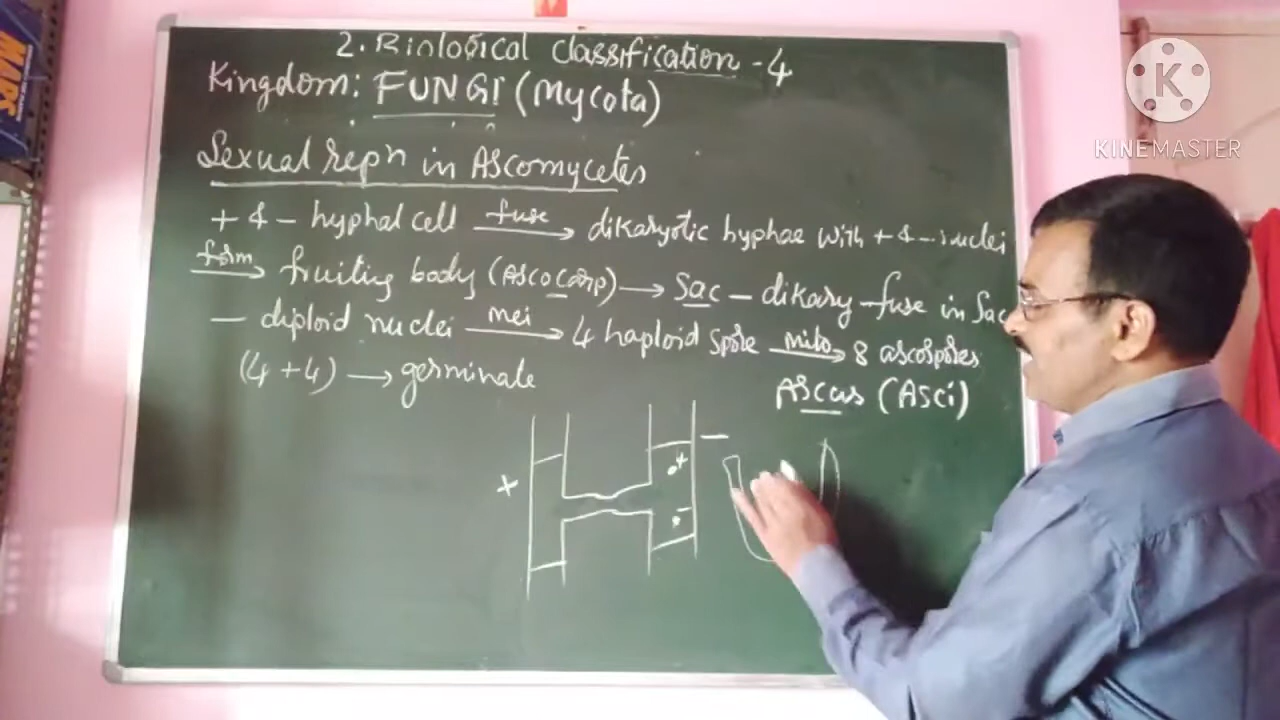 2. Biological classification - 4
Kingdom: FUNGI (Mycota)
Sexual repn in Ascomycetes
+ & - hyphal cell fuse → dikaryotic hyphae with + & - nuclei
form → fruiting body (Ascocarp) → Sac - dikary - fuse in Sac
- diploid nuclei mei → 4 haploid spore mito → 8 ascospores
(4 + 4) → germinate
Ascus (Asci)
+
-
+
-
K
KINEMASTER
MARS